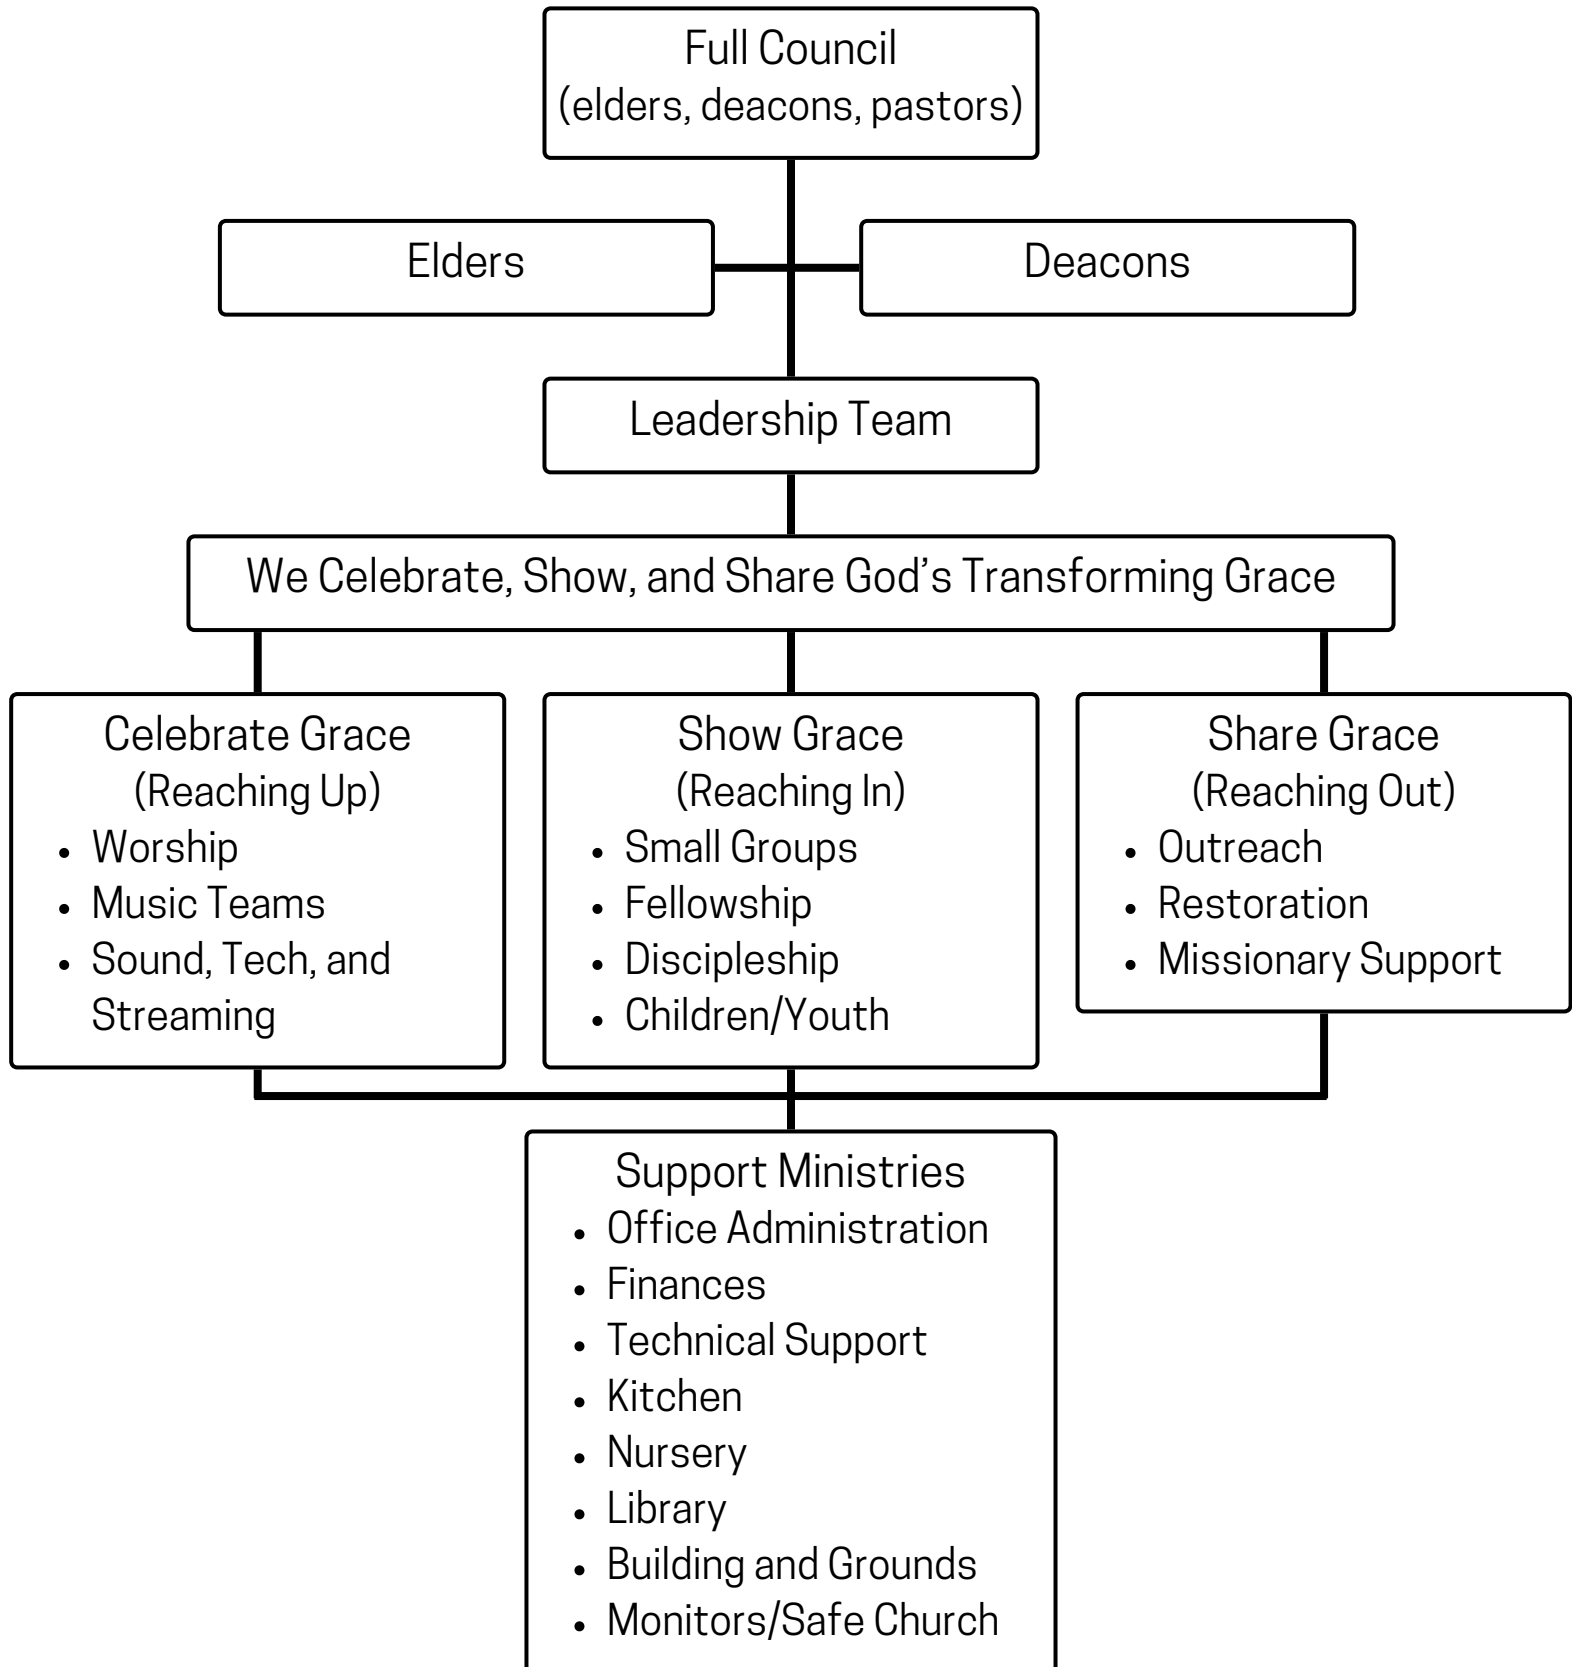 Full Council
(elders, deacons, pastors)
Elders
Deacons
Leadership Team
We Celebrate, Show, and Share God's Transforming Grace
Celebrate Grace
(Reaching Up)
• Worship
• Music Teams
• Sound, Tech, and
Streaming
Show Grace
(Reaching In)
• Small Groups
• Fellowship
• Discipleship
• Children/Youth
Share Grace
(Reaching Out)
• Outreach
• Restoration
• Missionary Support
Support Ministries
• Office Administration
• Finances
• Technical Support
• Kitchen
• Nursery
• Library
• Building and Grounds
• Monitors/Safe Church